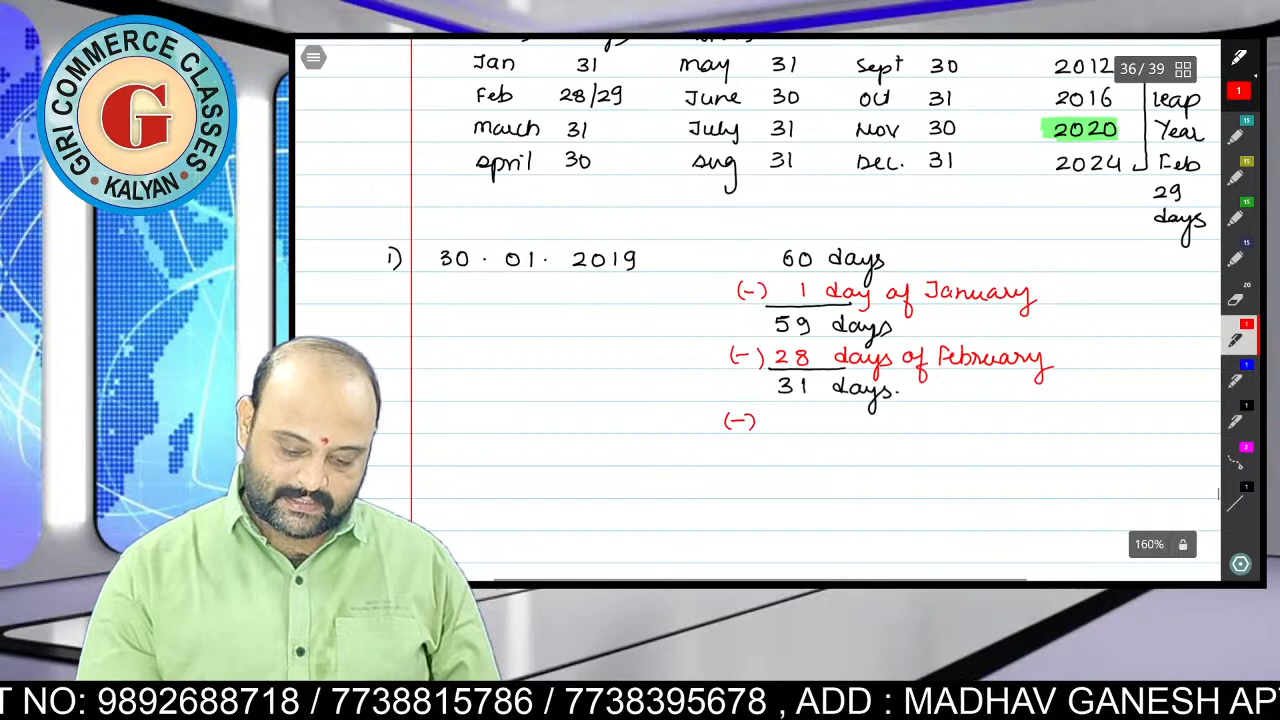 GIRI COMMERCE CLASSES
G
• KALYAN •
36 / 39
Jan 31 may 31 Sept 30 2012
Feb 28/29 June 30 Oct 31 2016 leap
March 31 July 31 Nov 30 2020 Year
April 30 Aug 31 Dec. 31 2024 Feb
29
days
1) 30 . 01 . 2019 60 days
(-) 1 day of January
59 days
(-) 28 days of February
31 days.
(-)
160%
T NO: 9892688718 / 7738815786 / 7738395678 , ADD : MADHAV GANESH AP